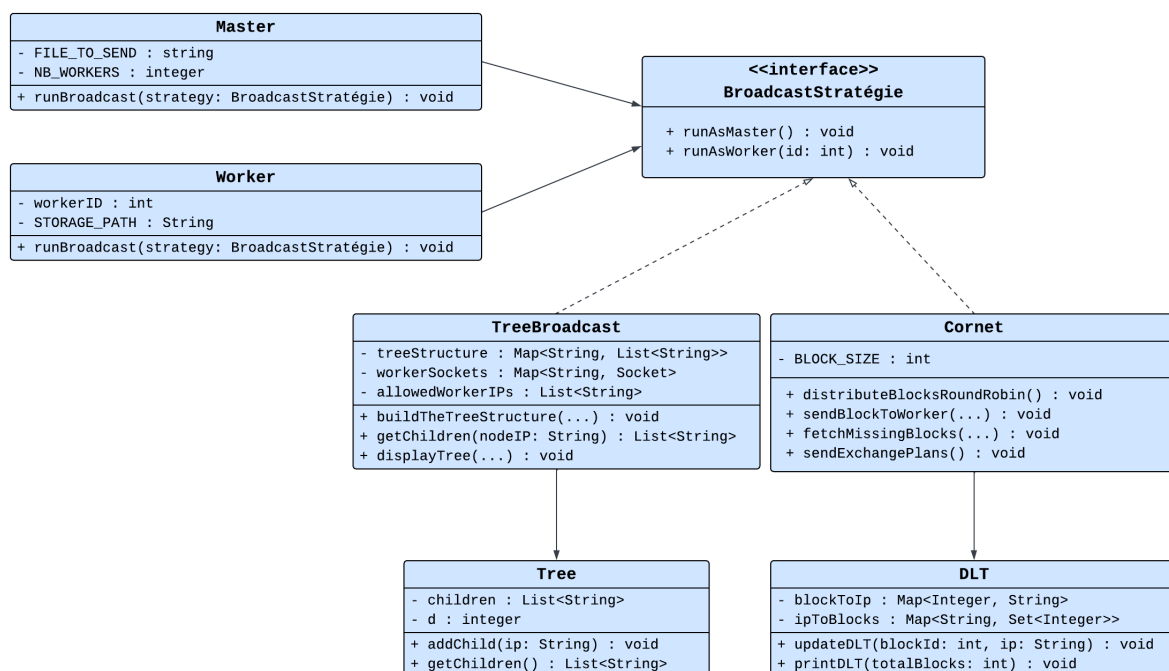 Master
- FILE_TO_SEND : string
- NB_WORKERS : integer
+ runBroadcast(strategy: BroadcastStratégie) : void
<<interface>>
BroadcastStratégie
+ runAsMaster() : void
+ runAsWorker(id: int) : void
Worker
- workerID : int
- STORAGE_PATH : String
+ runBroadcast(strategy: BroadcastStratégie) : void
TreeBroadcast
- treeStructure : Map<String, List<String>>
- workerSockets : Map<String, Socket>
- allowedWorkerIPs : List<String>
+ buildTheTreeStructure(...) : void
+ getChildren(nodeIP: String) : List<String>
+ displayTree(...) : void
Cornet
- BLOCK_SIZE : int
+ distributeBlocksRoundRobin() : void
+ sendBlockToWorker(...) : void
+ fetchMissingBlocks(...) : void
+ sendExchangePlans() : void
Tree
- children : List<String>
- d : integer
+ addChild(ip: String) : void
+ getChildren() : List<String>
DLT
- blockToIp : Map<Integer, String>
- ipToBlocks : Map<String, Set<Integer>>
+ updateDLT(blockId: int, ip: String) : void
+ printDLT(totalBlocks: int) : void